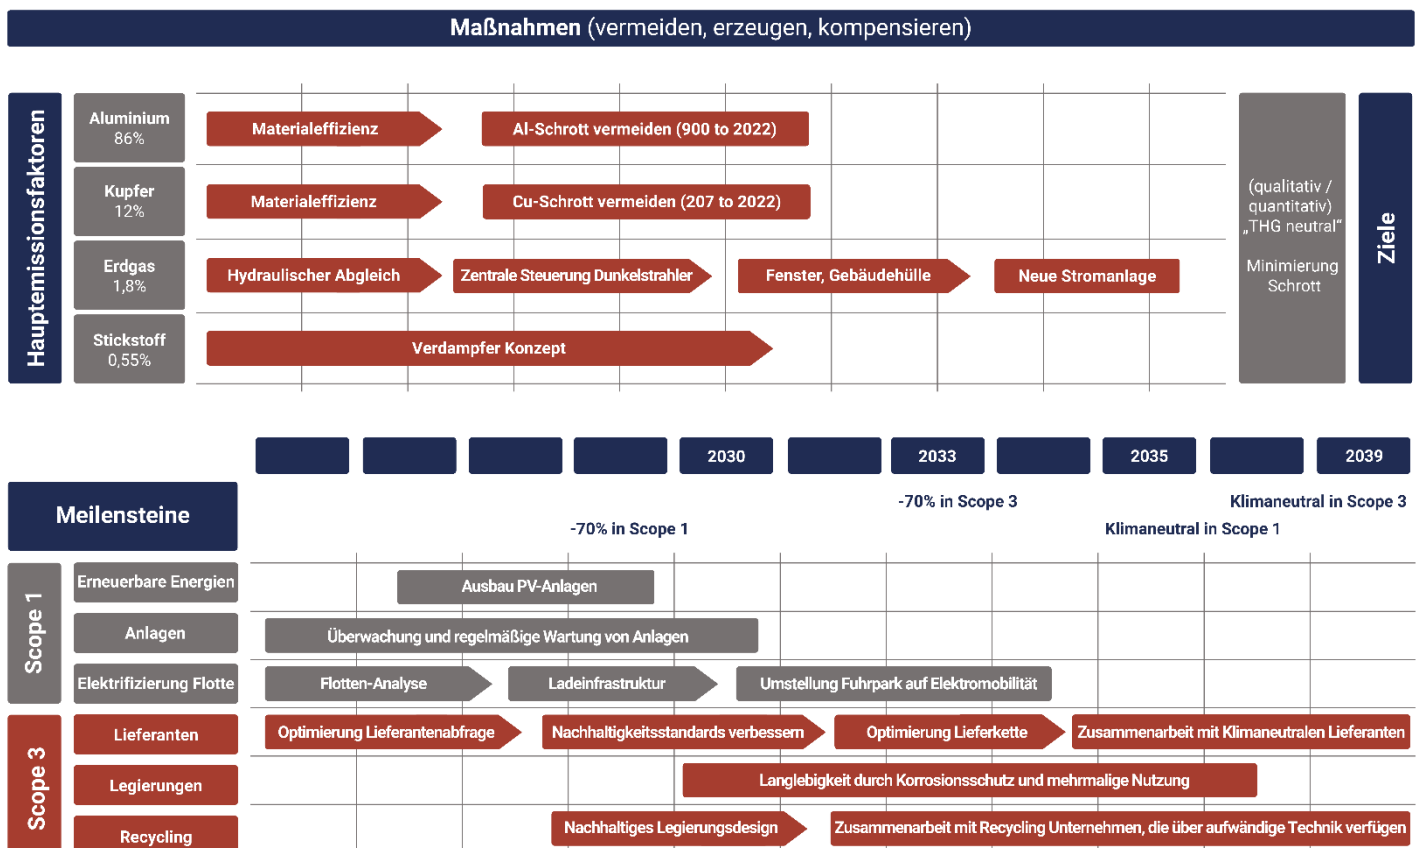 Maßnahmen (vermeiden, erzeugen, kompensieren)
Hauptemissionsfaktoren
Aluminium
86%
Materialeffizienz
Al-Schrott vermeiden (900 to 2022)
Kupfer
12%
Materialeffizienz
Cu-Schrott vermeiden (207 to 2022)
Erdgas
1,8%
Hydraulischer Abgleich
Zentrale Steuerung Dunkelstrahler
Fenster, Gebäudehülle
Neue Stromanlage
Stickstoff
0,55%
Verdampfer Konzept
(qualitativ /
quantitativ)
„THG neutral“
Minimierung
Schrott
Ziele
2030
2033
2035
2039
Meilensteine
-70% in Scope 3
Klimaneutral in Scope 3
-70% in Scope 1
Klimaneutral in Scope 1
Scope 1
Erneuerbare Energien
Ausbau PV-Anlagen
Anlagen
Überwachung und regelmäßige Wartung von Anlagen
Elektrifizierung Flotte
Flotten-Analyse
Ladeinfrastruktur
Umstellung Fuhrpark auf Elektromobilität
Scope 3
Lieferanten
Optimierung Lieferantenabfrage
Nachhaltigkeitsstandards verbessern
Optimierung Lieferkette
Zusammenarbeit mit Klimaneutralen Lieferanten
Legierungen
Langlebigkeit durch Korrosionsschutz und mehrmalige Nutzung
Recycling
Nachhaltiges Legierungsdesign
Zusammenarbeit mit Recycling Unternehmen, die über aufwändige Technik verfügen